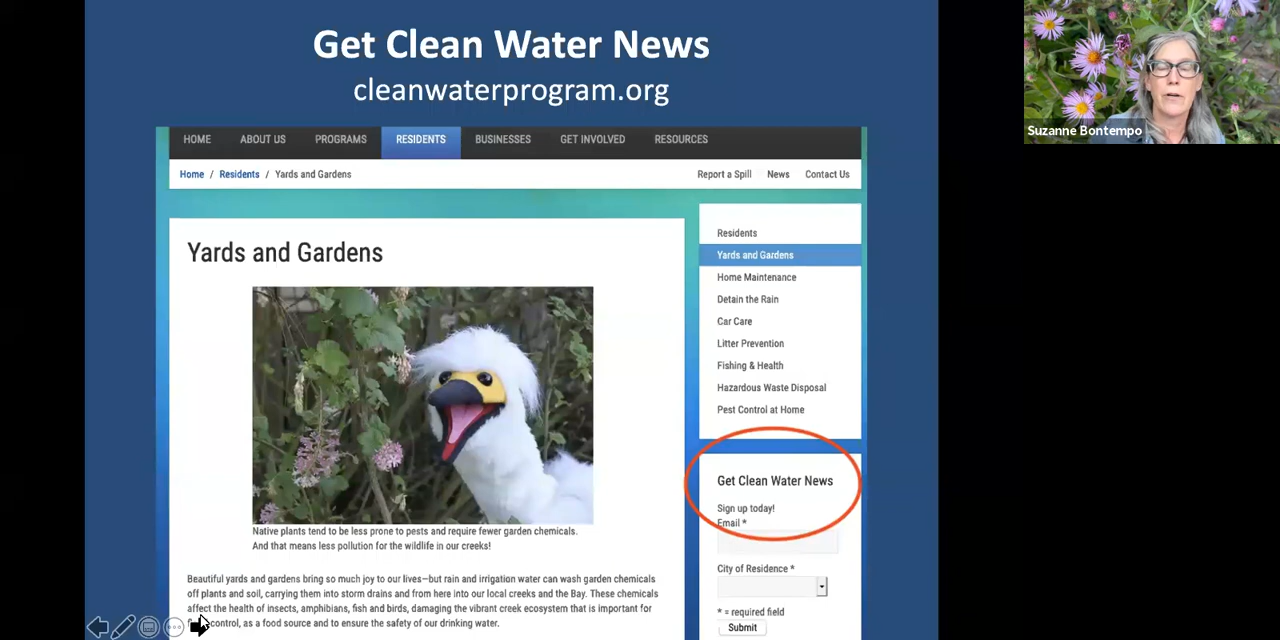 Get Clean Water News
cleanwaterprogram.org
Suzanne Bontempo
HOME ABOUT US PROGRAMS RESIDENTS BUSINESSES GET INVOLVED RESOURCES
Home / Residents / Yards and Gardens
Report a Spill News Contact Us
Yards and Gardens
Native plants tend to be less prone to pests and require fewer garden chemicals.
And that means less pollution for the wildlife in our creeks!
Beautiful yards and gardens bring so much joy to our lives—but rain and irrigation water can wash garden chemicals
off plants and soil, carrying them into storm drains and from here into our local creeks and the Bay. These chemicals
affect the health of insects, amphibians, fish and birds, damaging the vibrant creek ecosystem that is important for
control, as a food source and to ensure the safety of our drinking water.
Residents
Yards and Gardens
Home Maintenance
Detain the Rain
Car Care
Litter Prevention
Fishing & Health
Hazardous Waste Disposal
Pest Control at Home
Get Clean Water News
Sign up today!
Email *
City of Residence *
* = required field
Submit